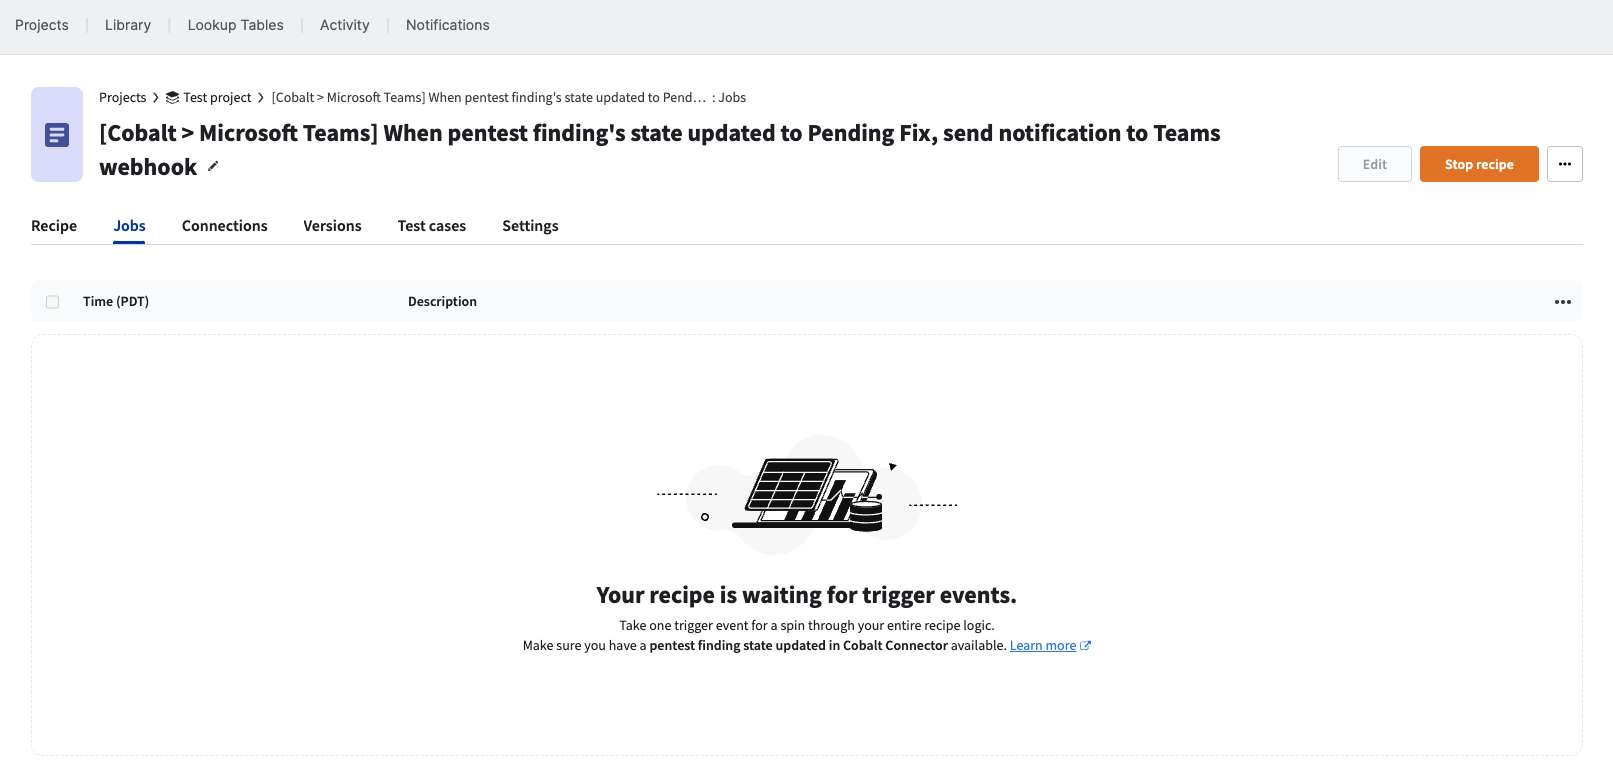 Projects Library Lookup Tables Activity Notifications
Projects > Test project > [Cobalt > Microsoft Teams] When pentest finding's state updated to Pend... : Jobs
[Cobalt > Microsoft Teams] When pentest finding's state updated to Pending Fix, send notification to Teams
webhook
Edit Stop recipe
Recipe Jobs Connections Versions Test cases Settings
Time (PDT) Description
Your recipe is waiting for trigger events.
Take one trigger event for a spin through your entire recipe logic.
Make sure you have a pentest finding state updated in Cobalt Connector available. Learn more